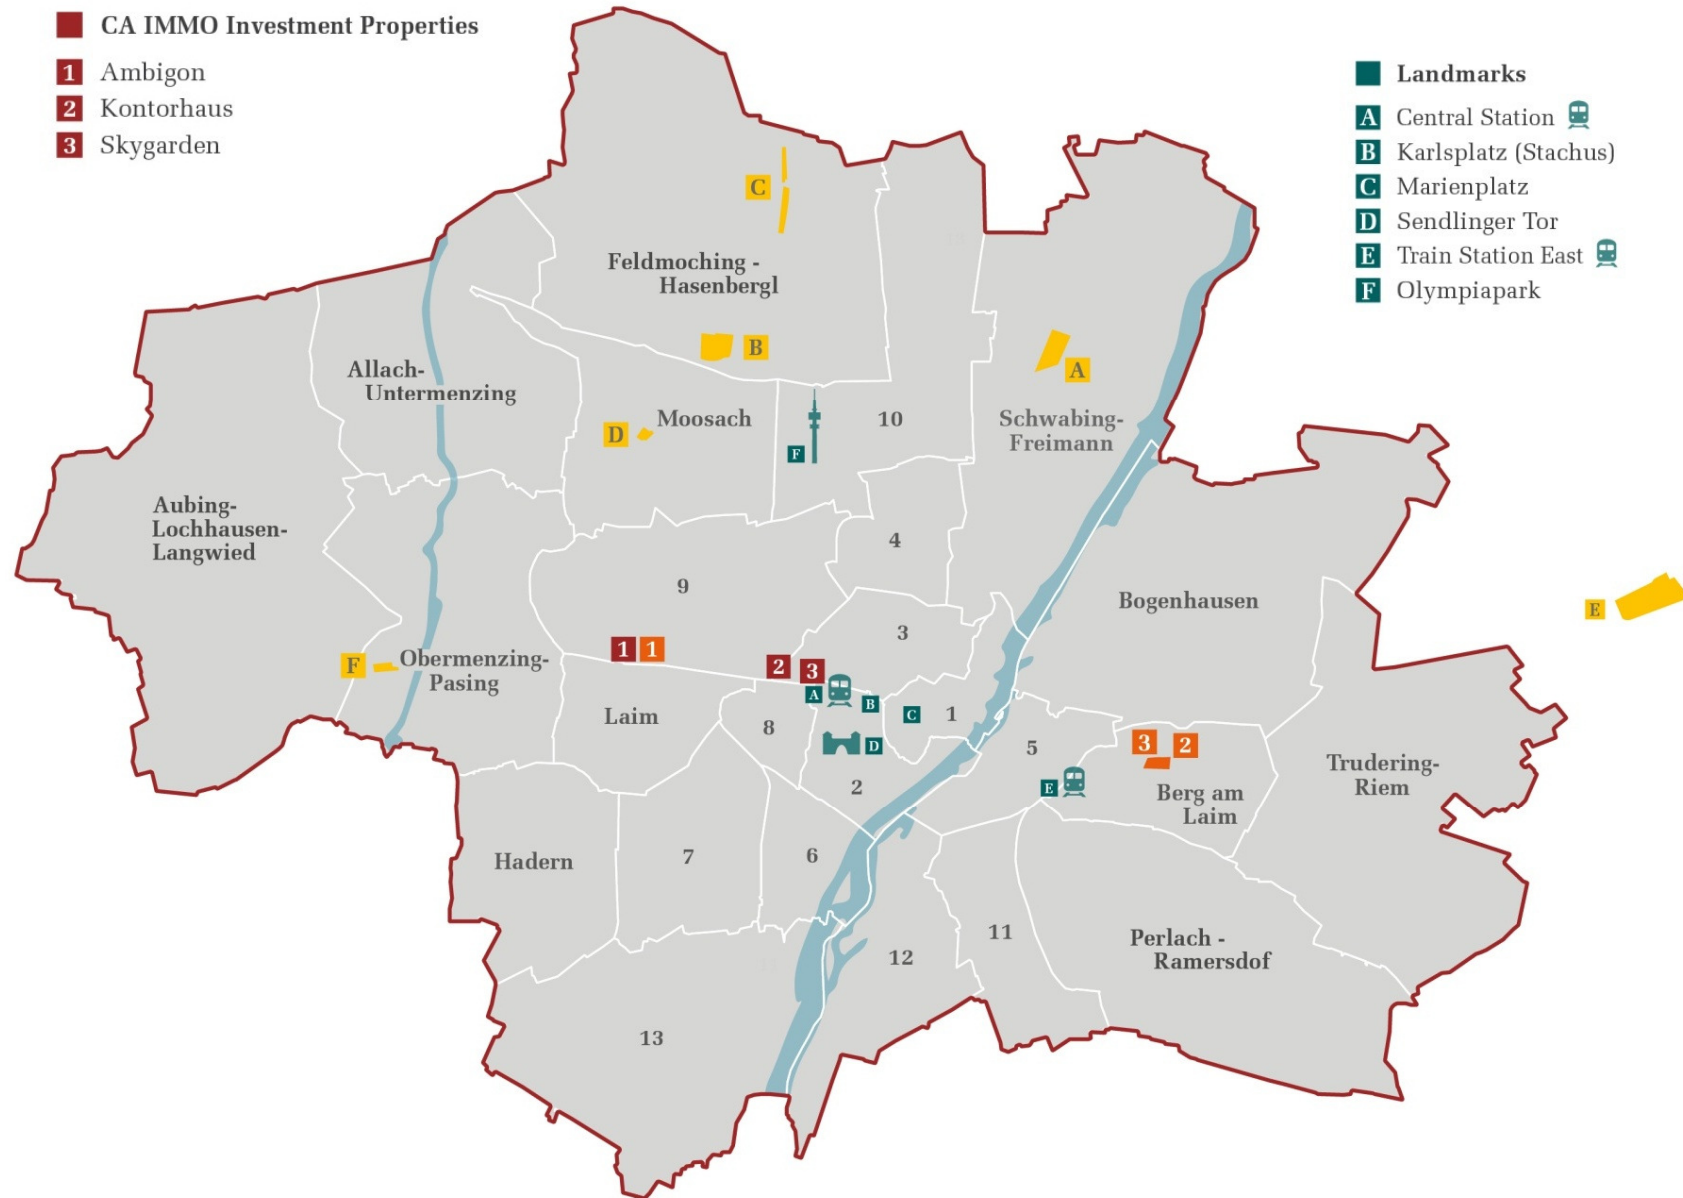 CA IMMO Investment Properties
1 Ambigon
2 Kontorhaus
3 Skygarden
Landmarks
A Central Station
B Karlsplatz (Stachus)
C Marienplatz
D Sendlinger Tor
E Train Station East
F Olympiapark
C
Feldmoching -
Hasenbergl
B
A
Allach-
Untermenzing
D
Moosach
F
10
Schwabing-
Freimann
Aubing-
Lochhausen-
Langwied
4
9
Bogenhausen
E
3
1
1
F
Obermenzing-
Pasing
2
3
A
B
C
1
Laim
8
D
5
3
2
E
2
Berg am
Laim
Trudering-
Riem
Hadern
7
6
11
12
Perlach -
Ramersdof
13